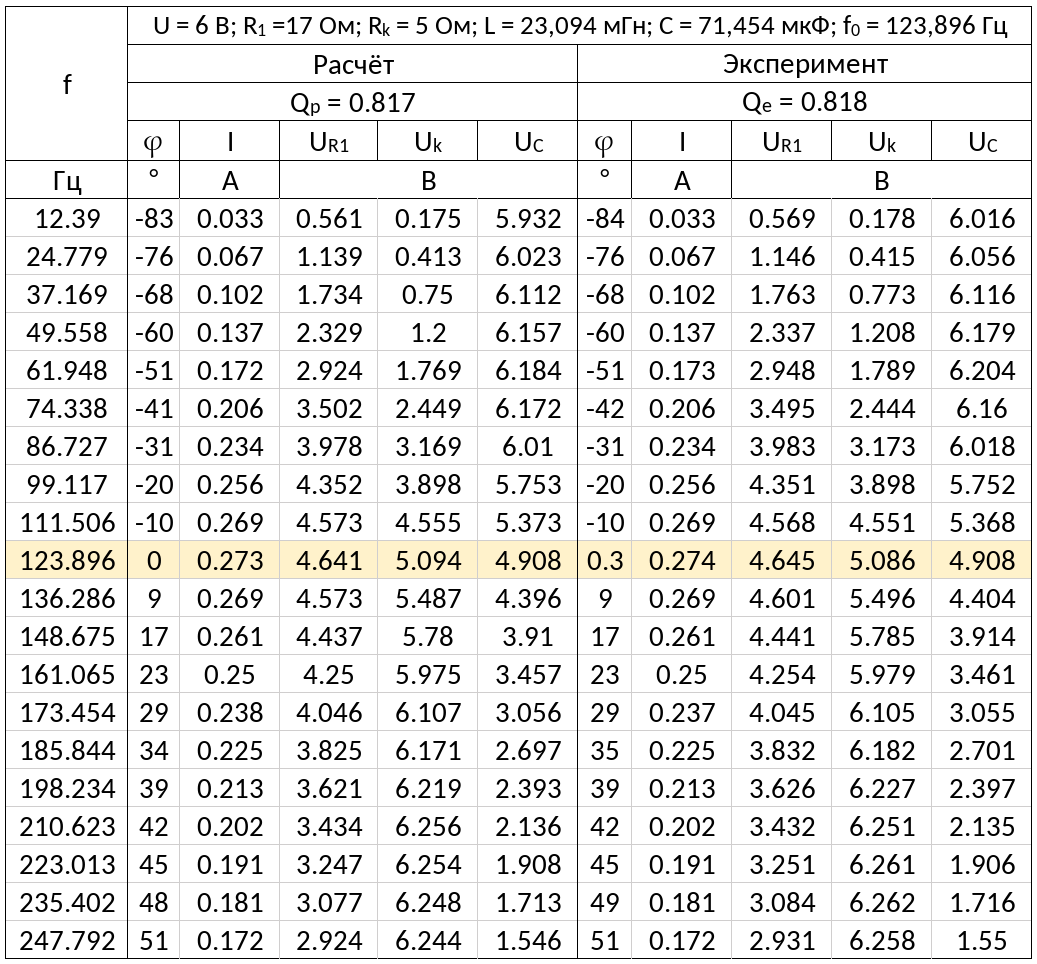 U = 6 В; R1 =17 Ом; Rk = 5 Ом; L = 23,094 мГн; C = 71,454 мкФ; f0 = 123,896 Гц
f
Расчёт Эксперимент
Qp = 0.817 Qe = 0.818
φ I UR1 Uk UC φ I UR1 Uk UC
Гц ° А В ° А В
12.39 -83 0.033 0.561 0.175 5.932 -84 0.033 0.569 0.178 6.016
24.779 -76 0.067 1.139 0.413 6.023 -76 0.067 1.146 0.415 6.056
37.169 -68 0.102 1.734 0.75 6.112 -68 0.102 1.763 0.773 6.116
49.558 -60 0.137 2.329 1.2 6.157 -60 0.137 2.337 1.208 6.179
61.948 -51 0.172 2.924 1.769 6.184 -51 0.173 2.948 1.789 6.204
74.338 -41 0.206 3.502 2.449 6.172 -42 0.206 3.495 2.444 6.16
86.727 -31 0.234 3.978 3.169 6.01 -31 0.234 3.983 3.173 6.018
99.117 -20 0.256 4.352 3.898 5.753 -20 0.256 4.351 3.898 5.752
111.506 -10 0.269 4.573 4.555 5.373 -10 0.269 4.568 4.551 5.368
123.896 0 0.273 4.641 5.094 4.908 0.3 0.274 4.645 5.086 4.908
136.286 9 0.269 4.573 5.487 4.396 9 0.269 4.601 5.496 4.404
148.675 17 0.261 4.437 5.78 3.91 17 0.261 4.441 5.785 3.914
161.065 23 0.25 4.25 5.975 3.457 23 0.25 4.254 5.979 3.461
173.454 29 0.238 4.046 6.107 3.056 29 0.237 4.045 6.105 3.055
185.844 34 0.225 3.825 6.171 2.697 35 0.225 3.832 6.182 2.701
198.234 39 0.213 3.621 6.219 2.393 39 0.213 3.626 6.227 2.397
210.623 42 0.202 3.434 6.256 2.136 42 0.202 3.432 6.251 2.135
223.013 45 0.191 3.247 6.254 1.908 45 0.191 3.251 6.261 1.906
235.402 48 0.181 3.077 6.248 1.713 49 0.181 3.084 6.262 1.716
247.792 51 0.172 2.924 6.244 1.546 51 0.172 2.931 6.258 1.55